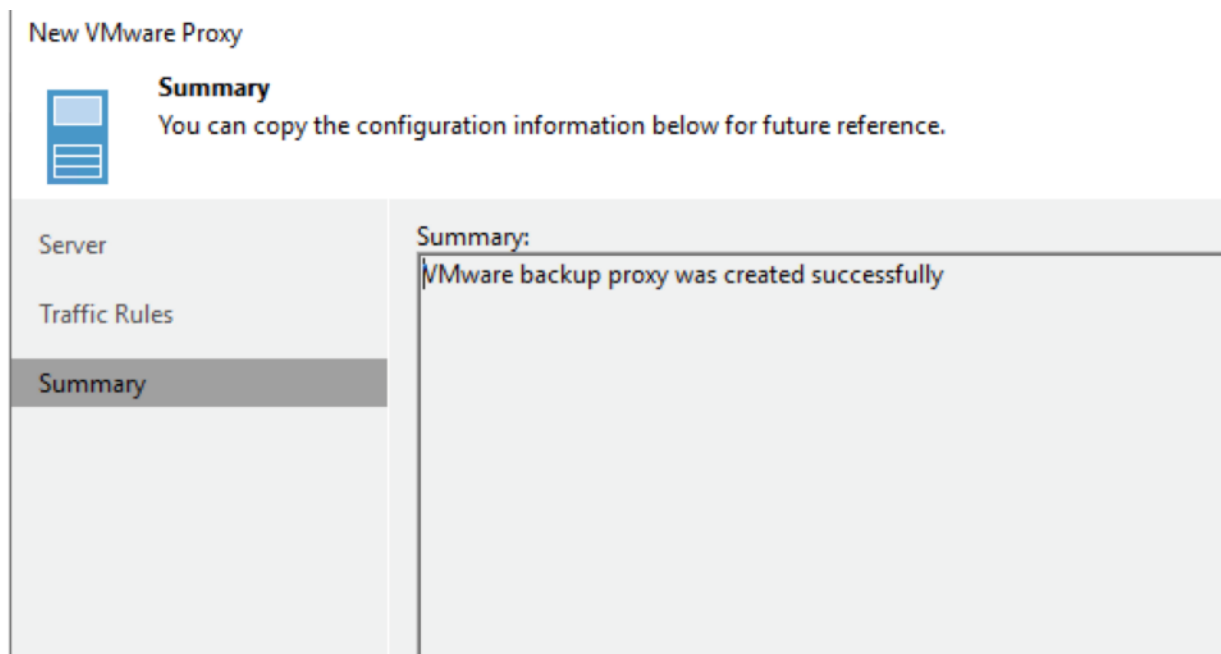 New VMware Proxy
Summary
You can copy the configuration information below for future reference.
Server
Summary:
VMware backup proxy was created successfully
Traffic Rules
Summary